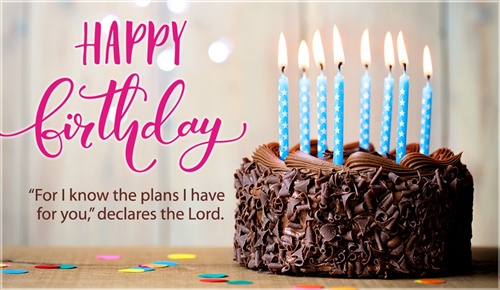 HAPPY
birthday
“For I know the plans I have
for you,” declares the Lord.